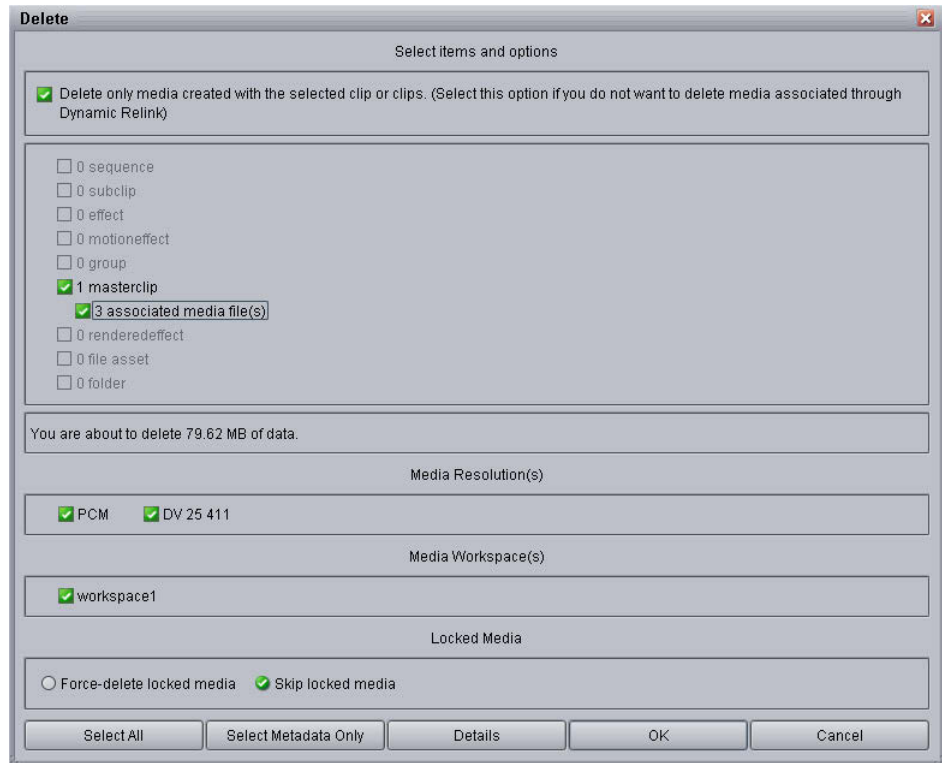 Delete
Select items and options
Delete only media created with the selected clip or clips. (Select this option if you do not want to delete media associated through
Dynamic Relink)
0 sequence
0 subclip
0 effect
0 motioneffect
0 group
1 masterclip
3 associated media file(s)
0 renderedeffect
0 file asset
0 folder
You are about to delete 79.62 MB of data.
Media Resolution(s)
PCM DV 25 411
Media Workspace(s)
workspace1
Locked Media
Force-delete locked media Skip locked media
Select All Select Metadata Only Details OK Cancel